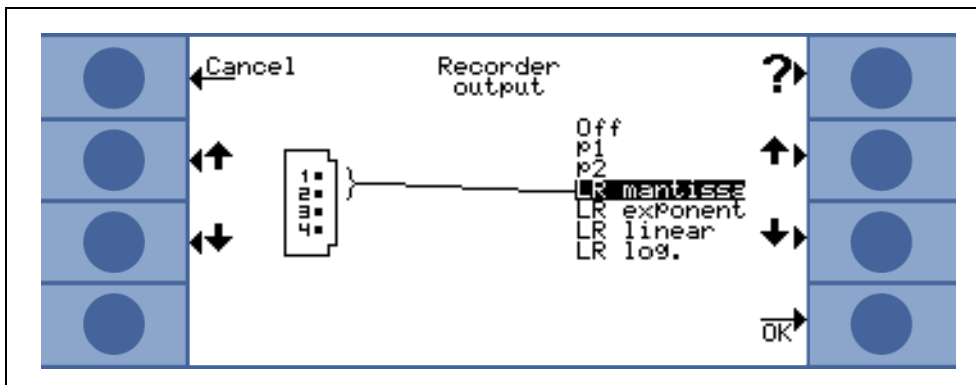 Cancel
Recorder
output
?
Off
p1
p2
LR mantissa
LR exponent
LR linear
LR log.
1
2
3
4
OK